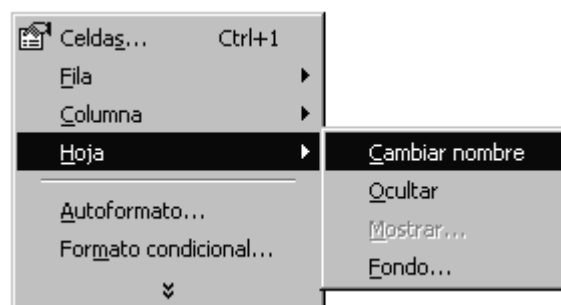 Celdas... Ctrl+1
Fila
Columna
Hoja
Autoformato...
Formato condicional...
Cambiar nombre
Ocultar
Mostrar...
Fondo...